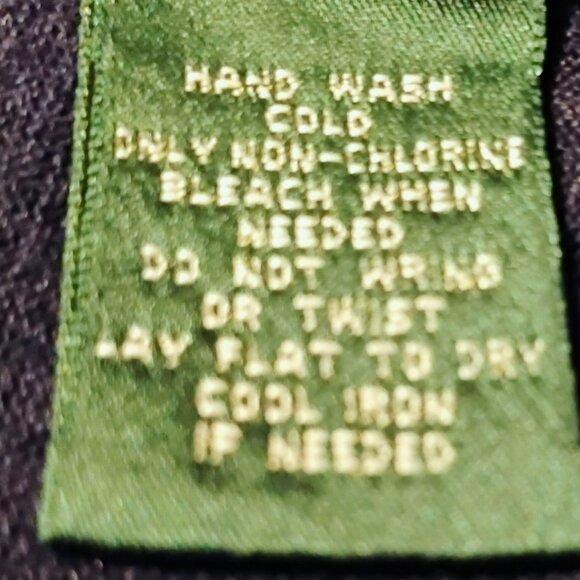 HAND WASH
COLD
ONLY NON-CHLORINE
BLEACH WHEN
NEEDED
DO NOT WRING
OR TWIST
LAY FLAT TO DRY
COOL IRON
IF NEEDED